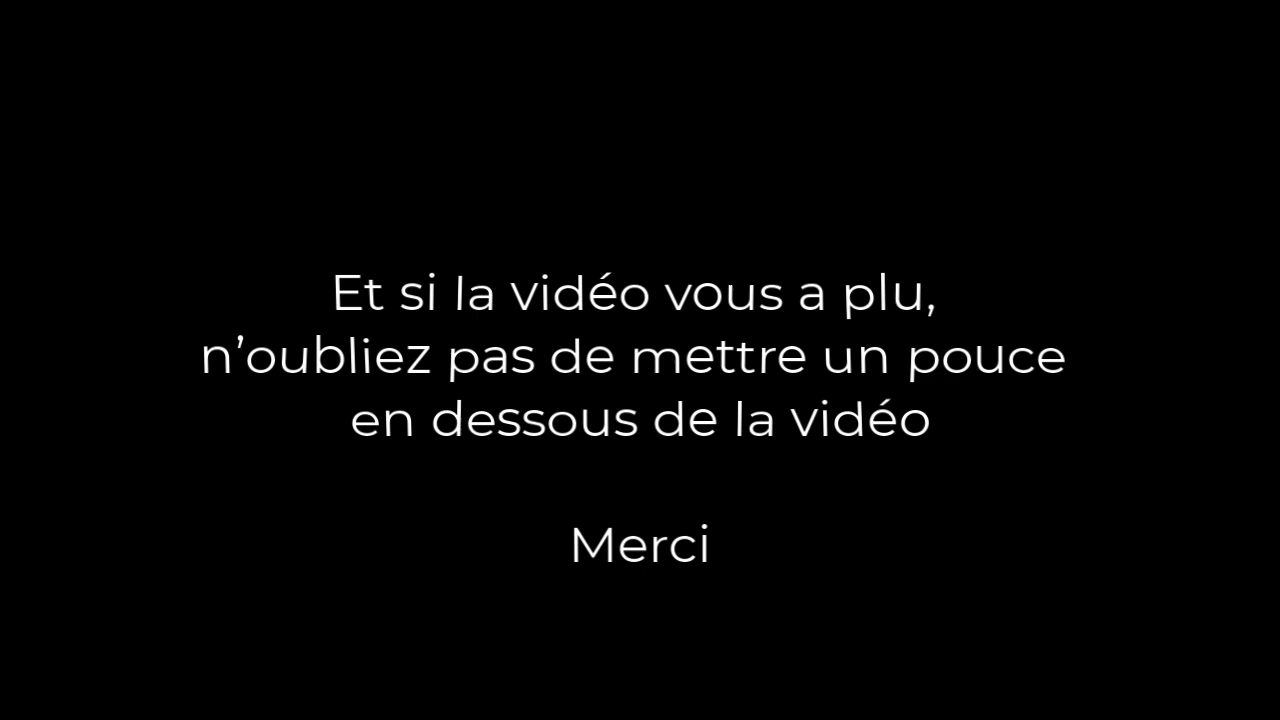 Et si la vidéo vous a plu,
n’oubliez pas de mettre un pouce
en dessous de la vidéo
Merci